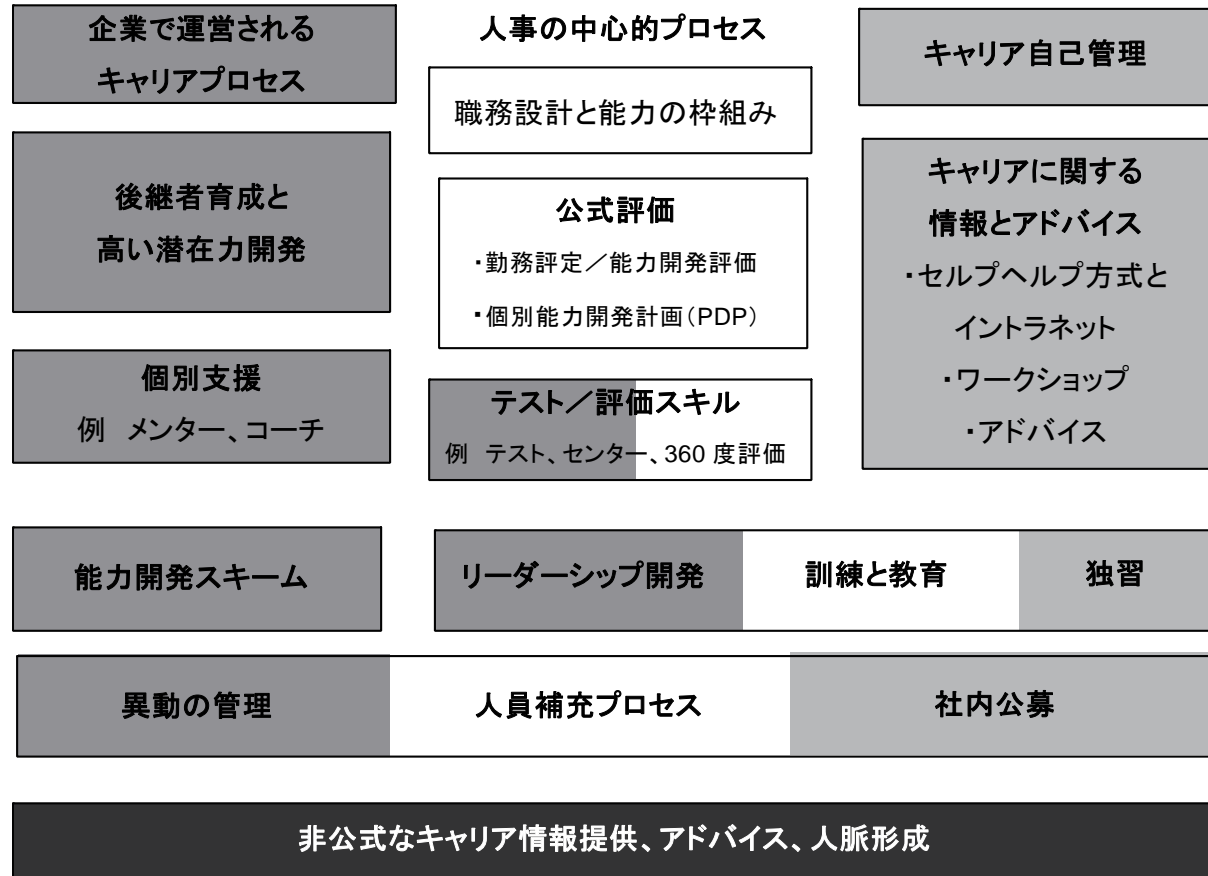 企業で運営される
キャリアプロセス
人事の中心的プロセス
キャリア自己管理
職務設計と能力の枠組み
後継者育成と
高い潜在力開発
公式評価
・勤務評定／能力開発評価
・個別能力開発計画（PDP）
キャリアに関する
情報とアドバイス
・セルプヘルプ方式と
イントラネット
・ワークショップ
・アドバイス
個別支援
例　メンター、コーチ
テスト／評価スキル
例　テスト、センター、360 度評価
能力開発スキーム
リーダーシップ開発
訓練と教育
独習
異動の管理
人員補充プロセス
社内公募
非公式なキャリア情報提供、アドバイス、人脈形成